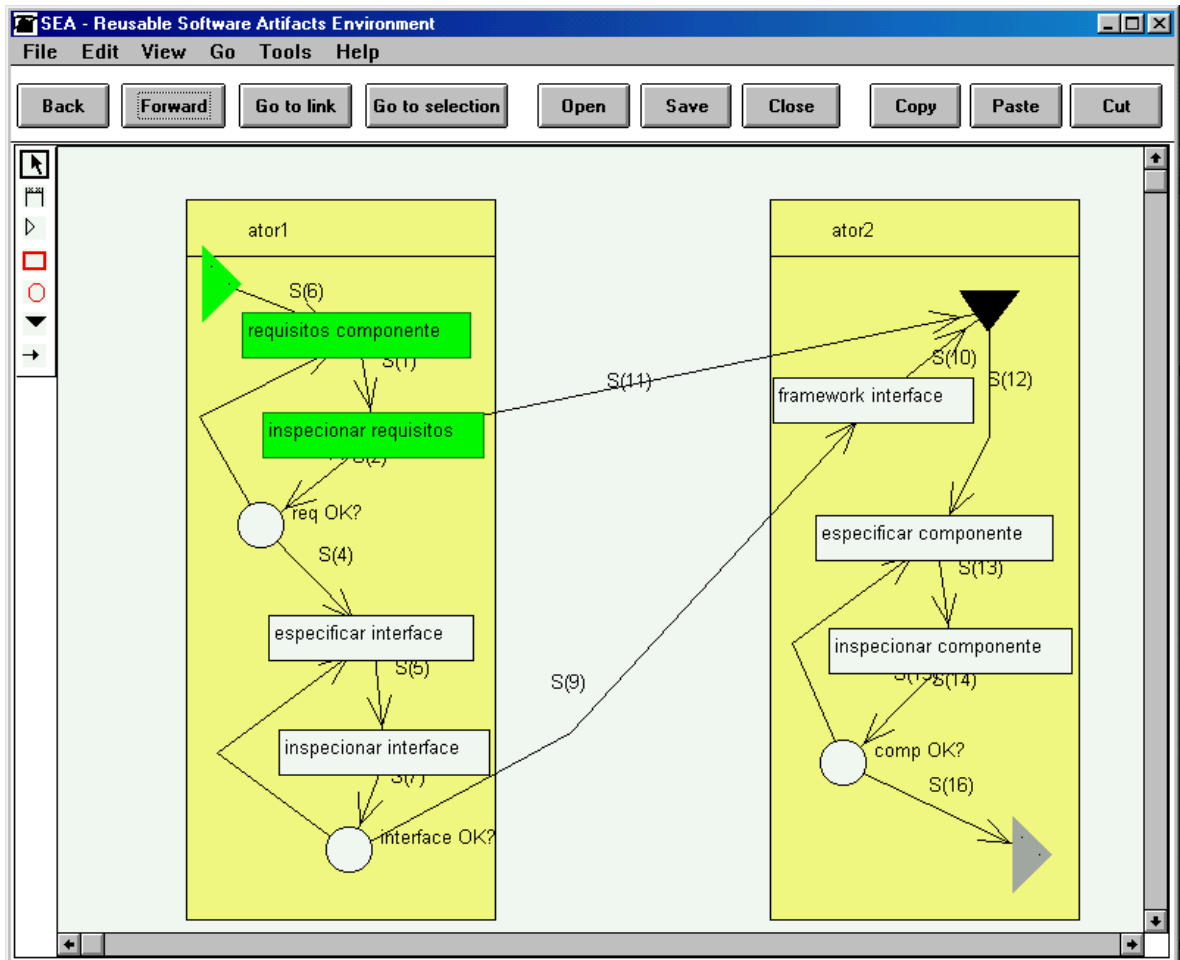 SEA - Reusable Software Artifacts Environment
File Edit View Go Tools Help
Back Forward Go to link Go to selection Open Save Close Copy Paste Cut
ator1
S(6)
requisitos componente
S(1)
inspecionar requisitos
S(2)
req OK?
S(4)
especificar interface
S(5)
inspecionar interface
S(7)
interface OK?
S(11)
S(9)
ator2
S(10)
framework interface
S(12)
especificar componente
S(13)
inspecionar componente
S(14)
comp OK?
S(16)